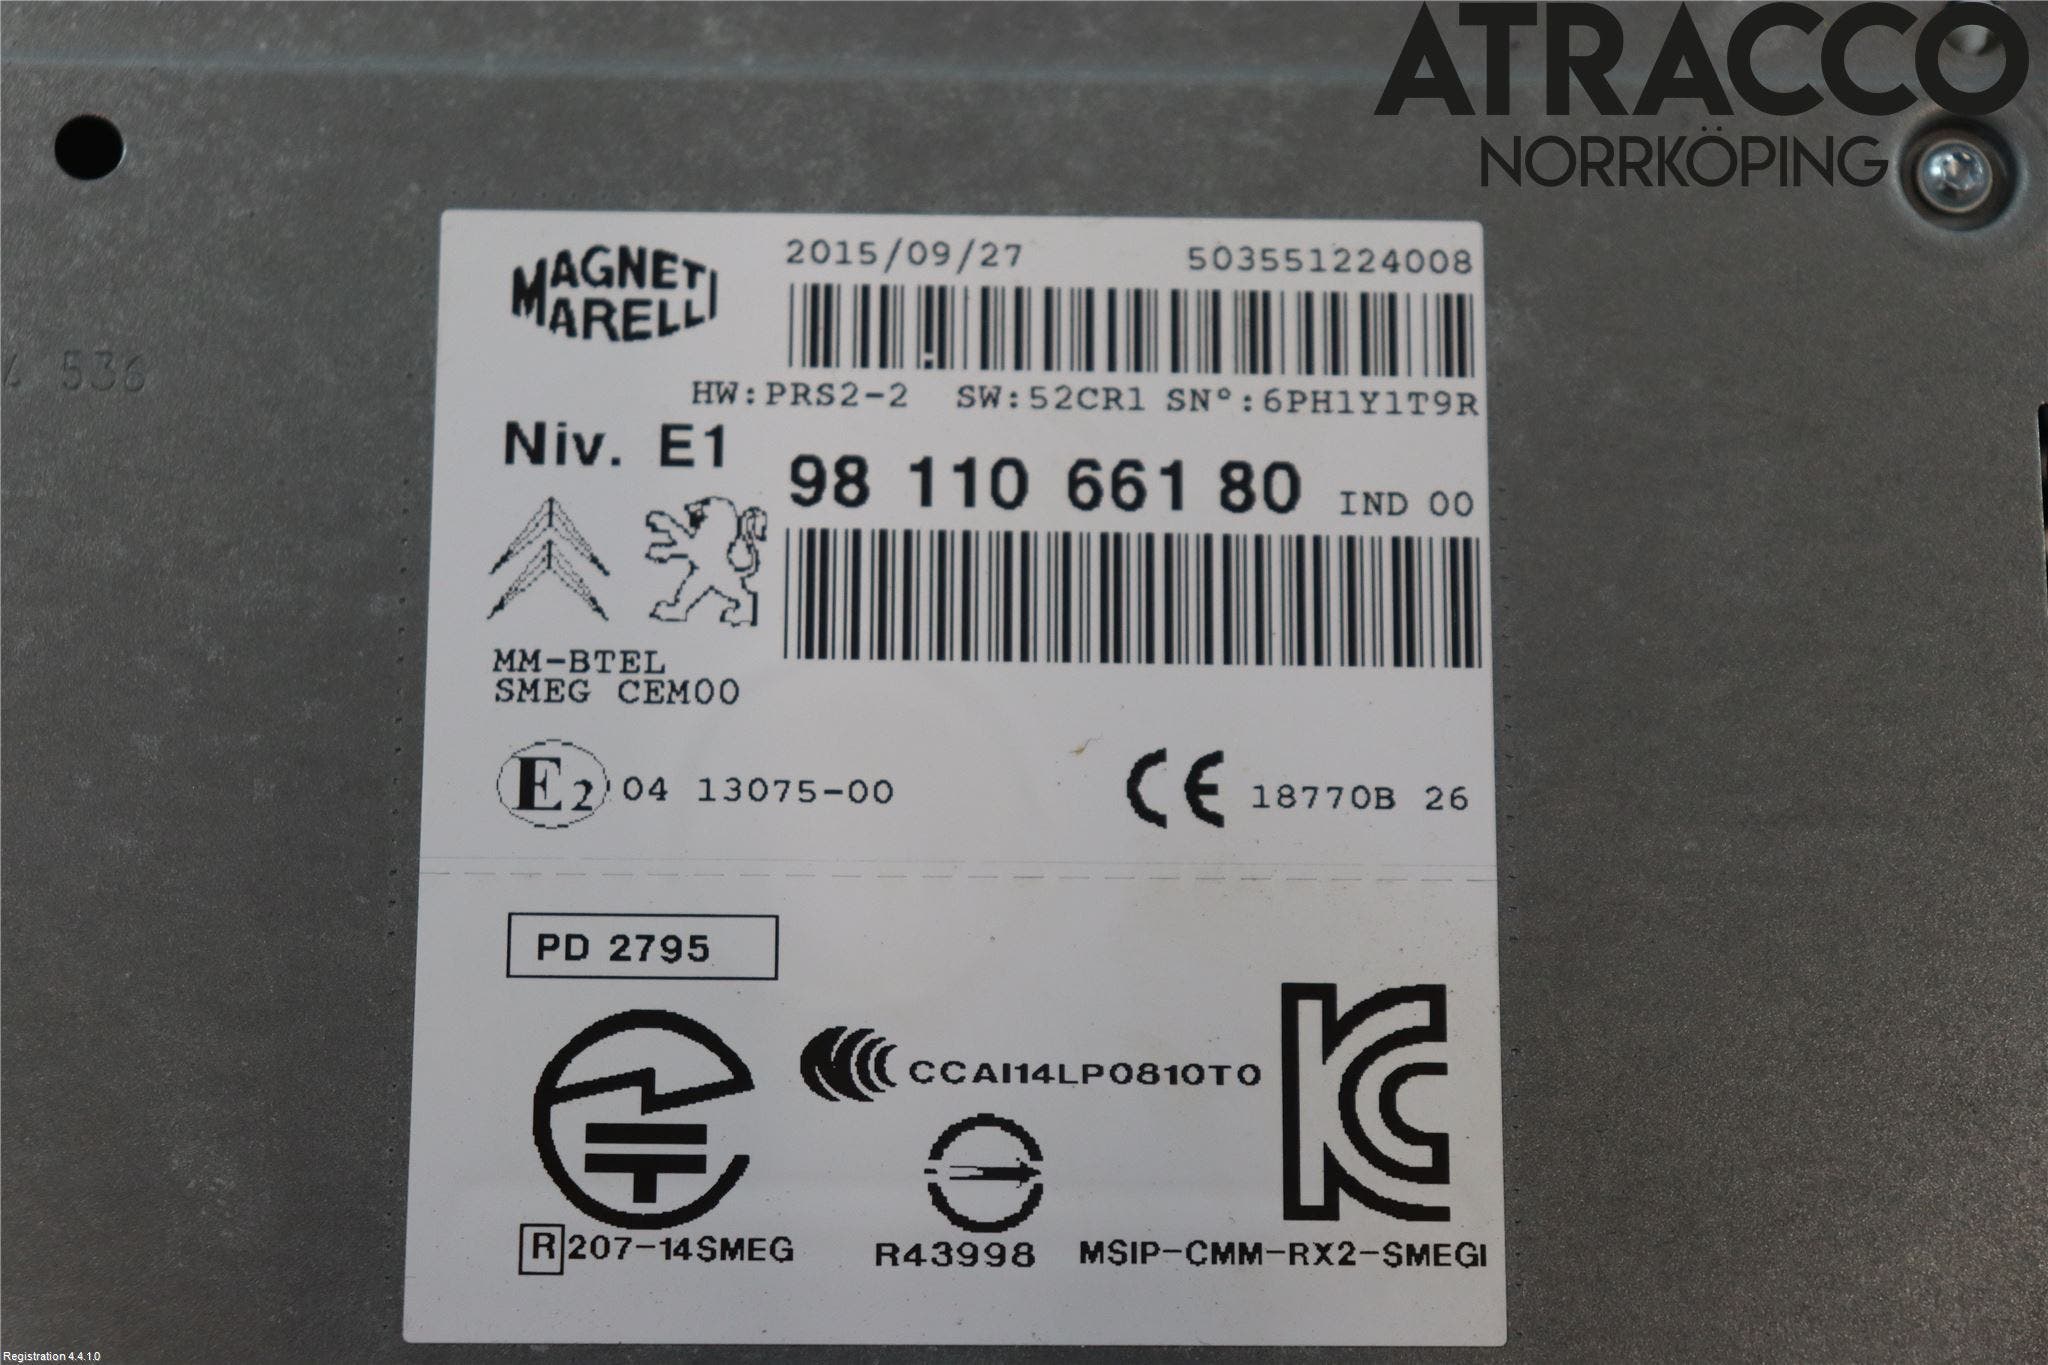 ATRACCO
NORRKÖPING
MAGNETI
MARELLI
2015/09/27 503551224008
536
HW:PRS2-2 SW:52CR1 SN°:6PH1Y1T9R
Niv. E1
98 110 661 80 IND 00
MM-BTEL
SMEG CEM00
E2 04 13075-00
CE 18770B 26
PD 2795
CCAI14LP0810T0
KC
R 207-14SMEG
R43998
MSIP-CMM-RX2-SMEGI
Registration 4.4.1.0